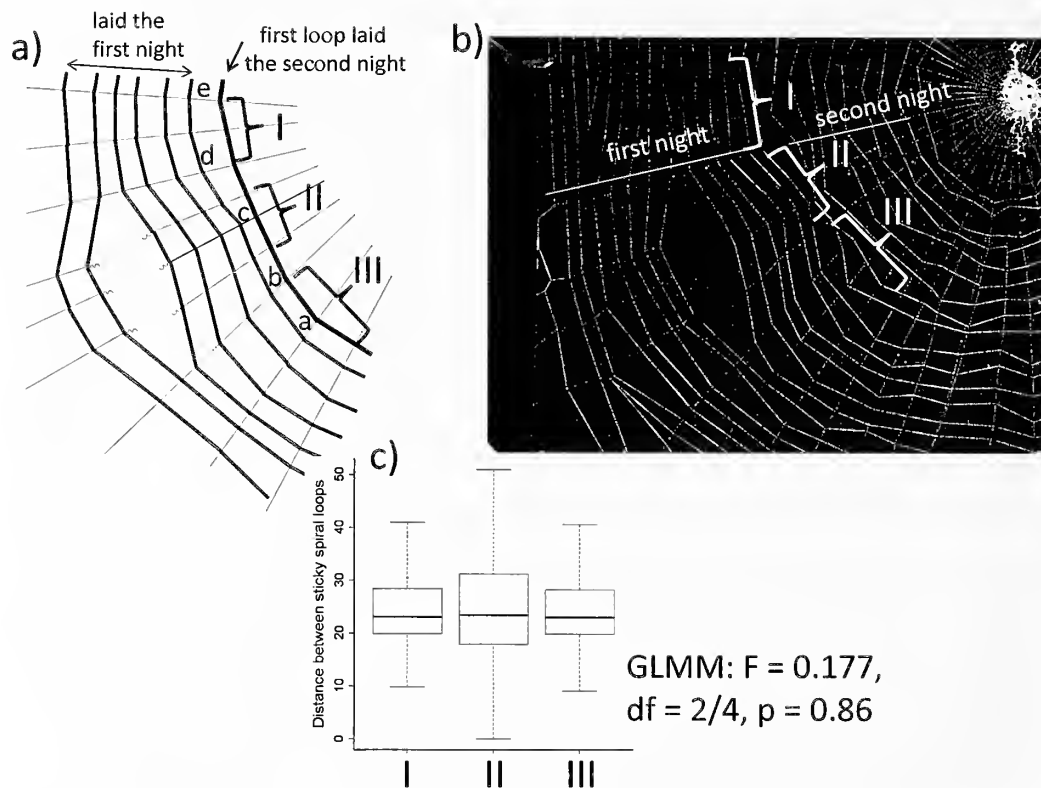 a)
laid the
first night
first loop laid
the second night
e
I
d
II
c
III
b
a
b)
I
second night
first night
II
III
c)
Distance between sticky spiral loops
50
40
30
20
10
0
I
II
III
GLMM: F = 0.177,
df = 2/4, p = 0.86